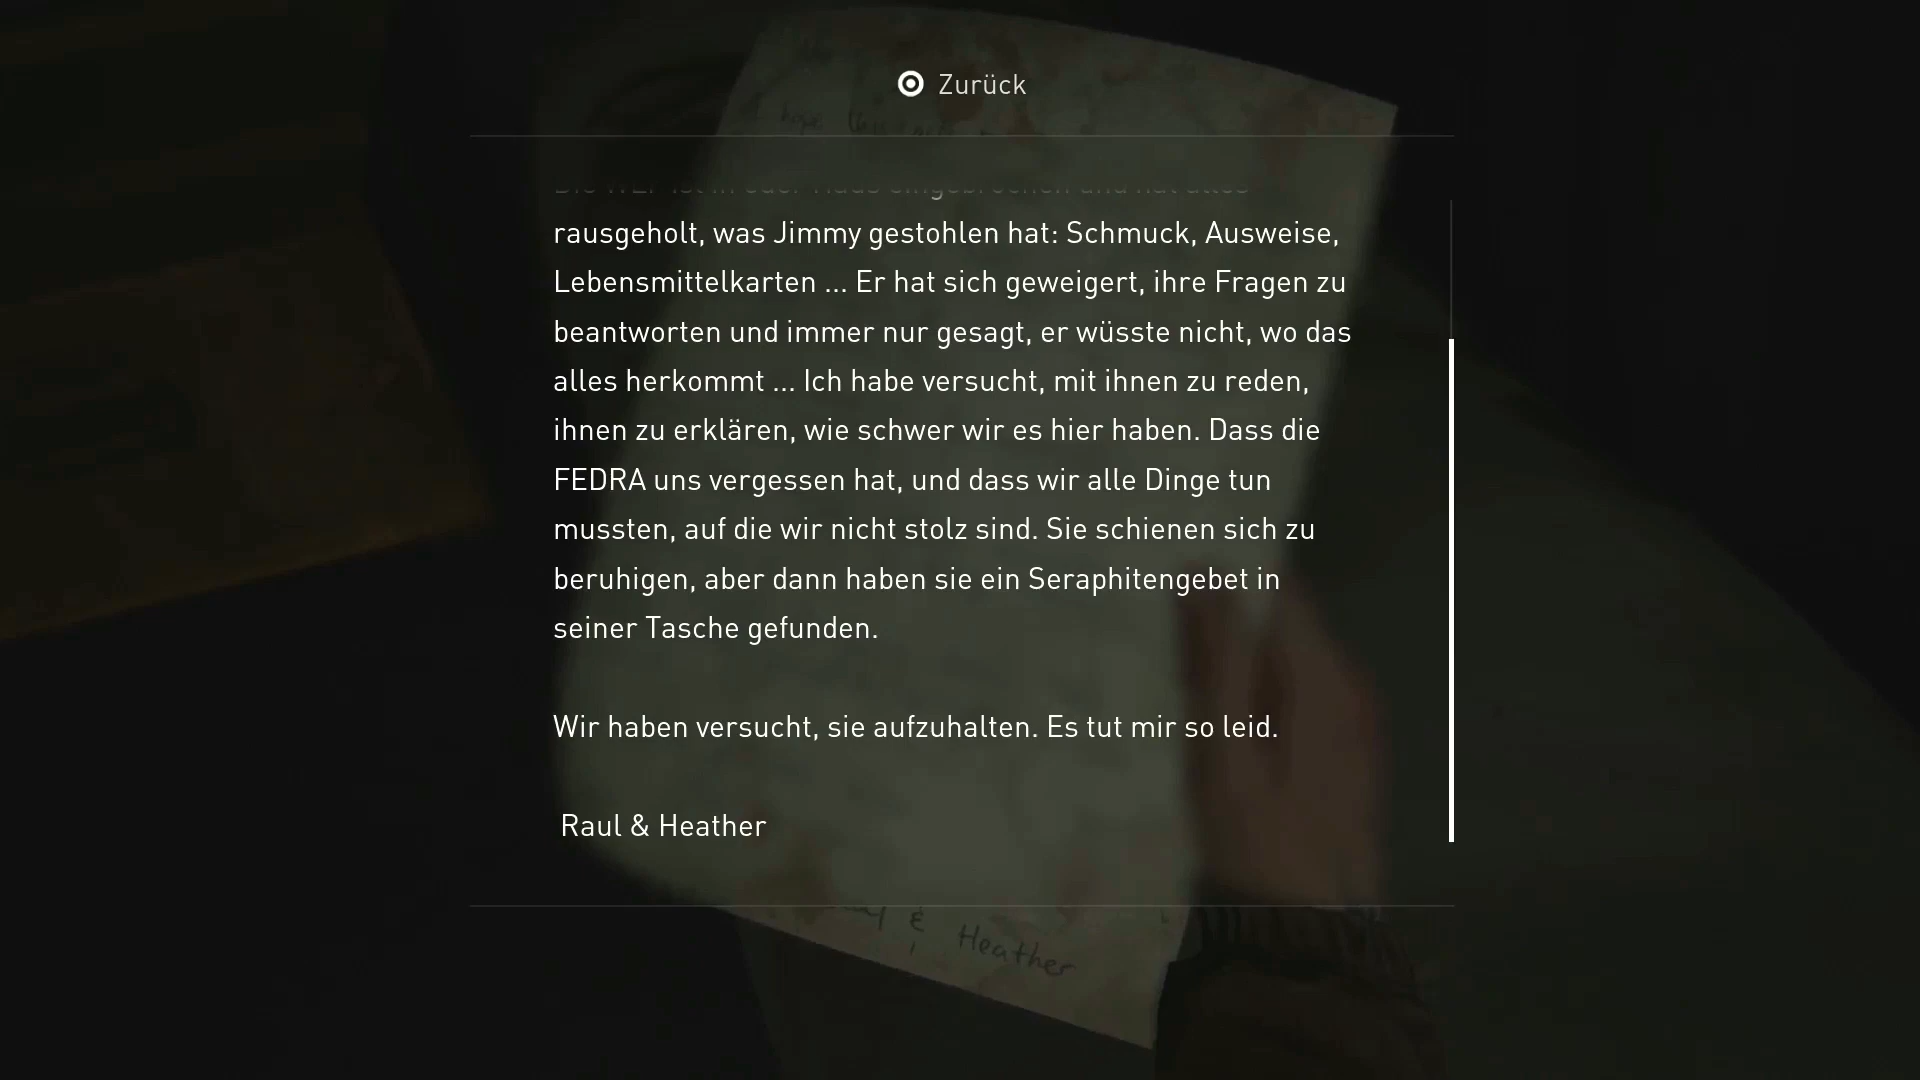 Zurück
rausgeholt, was Jimmy gestohlen hat: Schmuck, Ausweise,
Lebensmittelkarten ... Er hat sich geweigert, ihre Fragen zu
beantworten und immer nur gesagt, er wüsste nicht, wo das
alles herkommt ... Ich habe versucht, mit ihnen zu reden,
ihnen zu erklären, wie schwer wir es hier haben. Dass die
FEDRA uns vergessen hat, und dass wir alle Dinge tun
mussten, auf die wir nicht stolz sind. Sie schienen sich zu
beruhigen, aber dann haben sie ein Seraphitengebet in
seiner Tasche gefunden.
Wir haben versucht, sie aufzuhalten. Es tut mir so leid.
Raul & Heather
& Heather